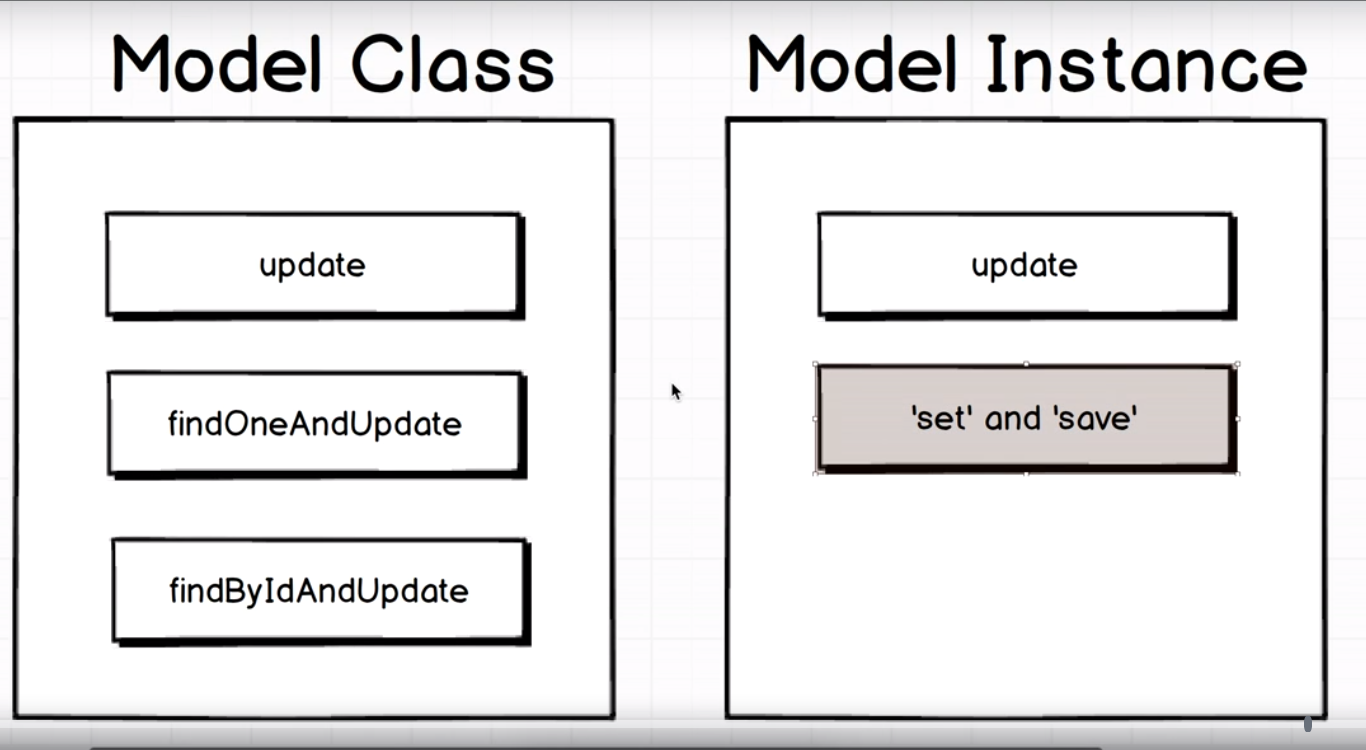 Model Class
update
findOneAndUpdate
findByIdAndUpdate
Model Instance
update
'set' and 'save'